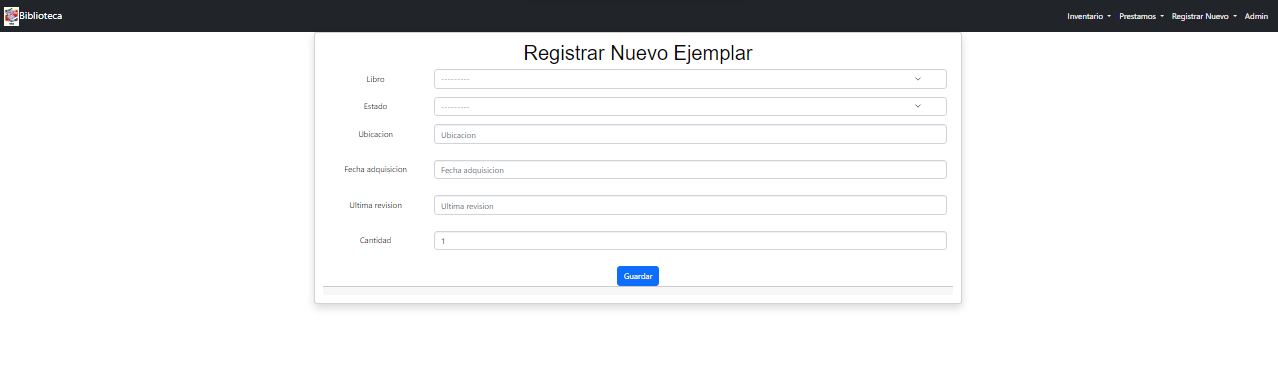 Biblioteca
Inventario Prestamos Registrar Nuevo Admin
Registrar Nuevo Ejemplar
Libro ---------
Estado ---------
Ubicacion Ubicacion
Fecha adquisicion Fecha adquisicion
Ultima revision Ultima revision
Cantidad 1
Guardar